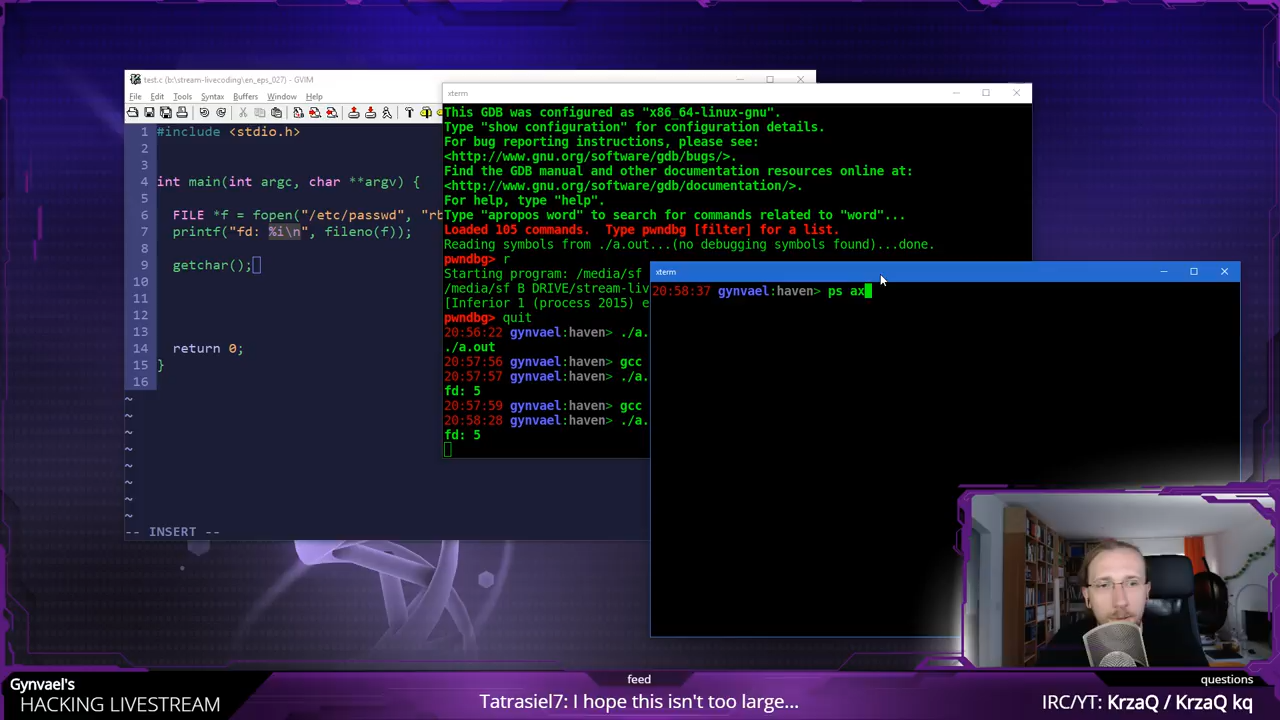 test.c (b:\stream-livecoding\en_eps_027) - GVIM
File Edit Tools Syntax Buffers Window Help
1 #include <stdio.h>
2
3
4 int main(int argc, char **argv) {
5
6 FILE *f = fopen("/etc/passwd", "rb
7 printf("fd: %i\n", fileno(f));
8
9 getchar();
10
11
12
13
14 return 0;
15 }
16
~
~
~
~
~
~
~
~
-- INSERT --
xterm
This GDB was configured as "x86_64-linux-gnu".
Type "show configuration" for configuration details.
For bug reporting instructions, please see:
<http://www.gnu.org/software/gdb/bugs/>.
Find the GDB manual and other documentation resources online at:
<http://www.gnu.org/software/gdb/documentation/>.
For help, type "help".
Type "apropos word" to search for commands related to "word"...
Loaded 105 commands. Type pwndbg [filter] for a list.
Reading symbols from ./a.out...(no debugging symbols found)...done.
pwndbg> r
Starting program: /media/sf
/media/sf B DRIVE/stream-liv
[Inferior 1 (process 2015) e
pwndbg> quit
20:56:22 gynvael:haven> ./a.
./a.out
20:57:56 gynvael:haven> gcc
20:57:57 gynvael:haven> ./a.
fd: 5
20:57:59 gynvael:haven> gcc
20:58:28 gynvael:haven> ./a.
fd: 5
xterm
20:58:37 gynvael:haven> ps ax
Gynvael's
HACKING LIVESTREAM
feed
Tatrasiel7: I hope this isn't too large...
questions
IRC/YT: KrzaQ / KrzaQ kq